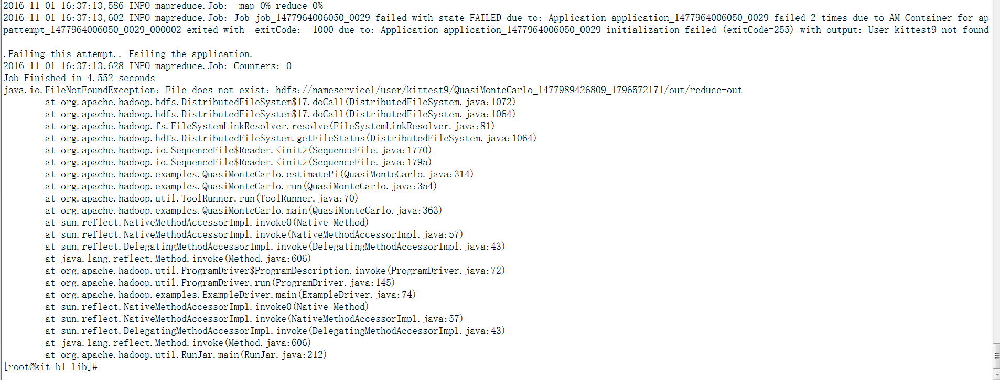 2016-11-01 16:37:13,586 INFO mapreduce.Job:  map 0% reduce 0%
2016-11-01 16:37:13,602 INFO mapreduce.Job: Job job_1477964006050_0029 failed with state FAILED due to: Application application_1477964006050_0029 failed 2 times due to AM Container for ap
pattempt_1477964006050_0029_000002 exited with  exitCode: -1000 due to: Application application_1477964006050_0029 initialization failed (exitCode=255) with output: User kittest9 not found
.Failing this attempt.. Failing the application.
2016-11-01 16:37:13,628 INFO mapreduce.Job: Counters: 0
Job Finished in 4.552 seconds
java.io.FileNotFoundException: File does not exist: hdfs://nameservice1/user/kittest9/QuasiMonteCarlo_1477989426809_1796572171/out/reduce-out
        at org.apache.hadoop.hdfs.DistributedFileSystem$17.doCall(DistributedFileSystem.java:1072)
        at org.apache.hadoop.hdfs.DistributedFileSystem$17.doCall(DistributedFileSystem.java:1064)
        at org.apache.hadoop.fs.FileSystemLinkResolver.resolve(FileSystemLinkResolver.java:81)
        at org.apache.hadoop.hdfs.DistributedFileSystem.getFileStatus(DistributedFileSystem.java:1064)
        at org.apache.hadoop.io.SequenceFile$Reader.<init>(SequenceFile.java:1770)
        at org.apache.hadoop.io.SequenceFile$Reader.<init>(SequenceFile.java:1795)
        at org.apache.hadoop.examples.QuasiMonteCarlo.estimatePi(QuasiMonteCarlo.java:314)
        at org.apache.hadoop.examples.QuasiMonteCarlo.run(QuasiMonteCarlo.java:354)
        at org.apache.hadoop.util.ToolRunner.run(ToolRunner.java:70)
        at org.apache.hadoop.examples.QuasiMonteCarlo.main(QuasiMonteCarlo.java:363)
        at sun.reflect.NativeMethodAccessorImpl.invoke0(Native Method)
        at sun.reflect.NativeMethodAccessorImpl.invoke(NativeMethodAccessorImpl.java:57)
        at sun.reflect.DelegatingMethodAccessorImpl.invoke(DelegatingMethodAccessorImpl.java:43)
        at java.lang.reflect.Method.invoke(Method.java:606)
        at org.apache.hadoop.util.ProgramDriver$ProgramDescription.invoke(ProgramDriver.java:72)
        at org.apache.hadoop.util.ProgramDriver.run(ProgramDriver.java:145)
        at org.apache.hadoop.examples.ExampleDriver.main(ExampleDriver.java:74)
        at sun.reflect.NativeMethodAccessorImpl.invoke0(Native Method)
        at sun.reflect.NativeMethodAccessorImpl.invoke(NativeMethodAccessorImpl.java:57)
        at sun.reflect.DelegatingMethodAccessorImpl.invoke(DelegatingMethodAccessorImpl.java:43)
        at java.lang.reflect.Method.invoke(Method.java:606)
        at org.apache.hadoop.util.RunJar.main(RunJar.java:212)
[root@kit-b1 lib]#